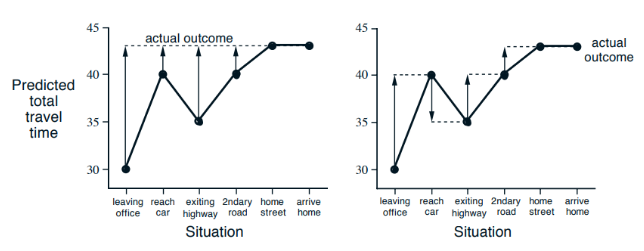 45
40
35
30
Predicted
total
travel
time
actual outcome
leaving
office
reach
car
exiting
highway
2ndary
road
home
street
arrive
home
Situation
45
40
35
30
actual
outcome
leaving
office
reach
car
exiting
highway
2ndary
road
home
street
arrive
home
Situation